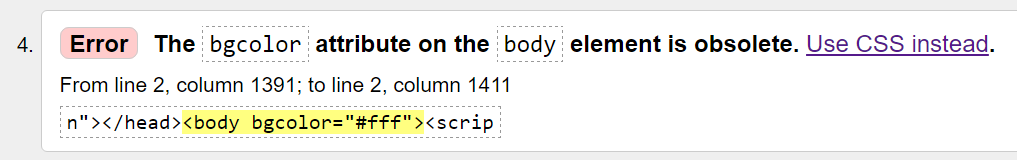 4. Error The bgcolor attribute on the body element is obsolete. Use CSS instead.
From line 2, column 1391; to line 2, column 1411
n"></head><body bgcolor="#fff"><scrip